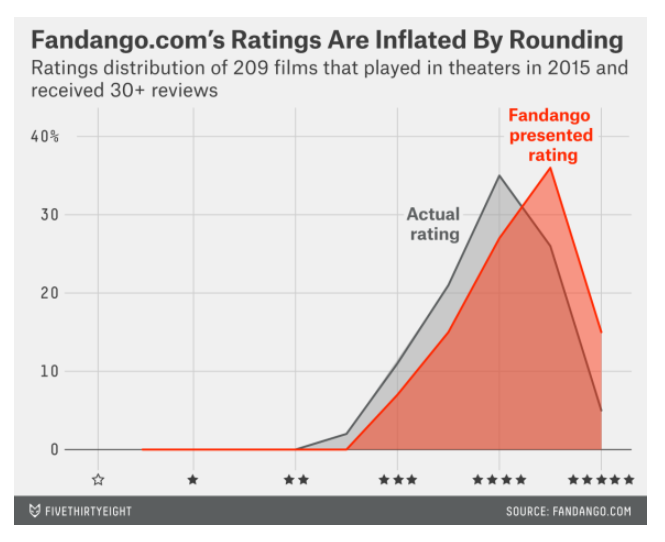 Fandango.com’s Ratings Are Inflated By Rounding
Ratings distribution of 209 films that played in theaters in 2015 and
received 30+ reviews
Fandango
presented
rating
40%
Actual
rating
30
20
10
0
☆
★
★★
★★★
★★★★
★★★★★
FIVETHIRTYEIGHT
SOURCE: FANDANGO.COM